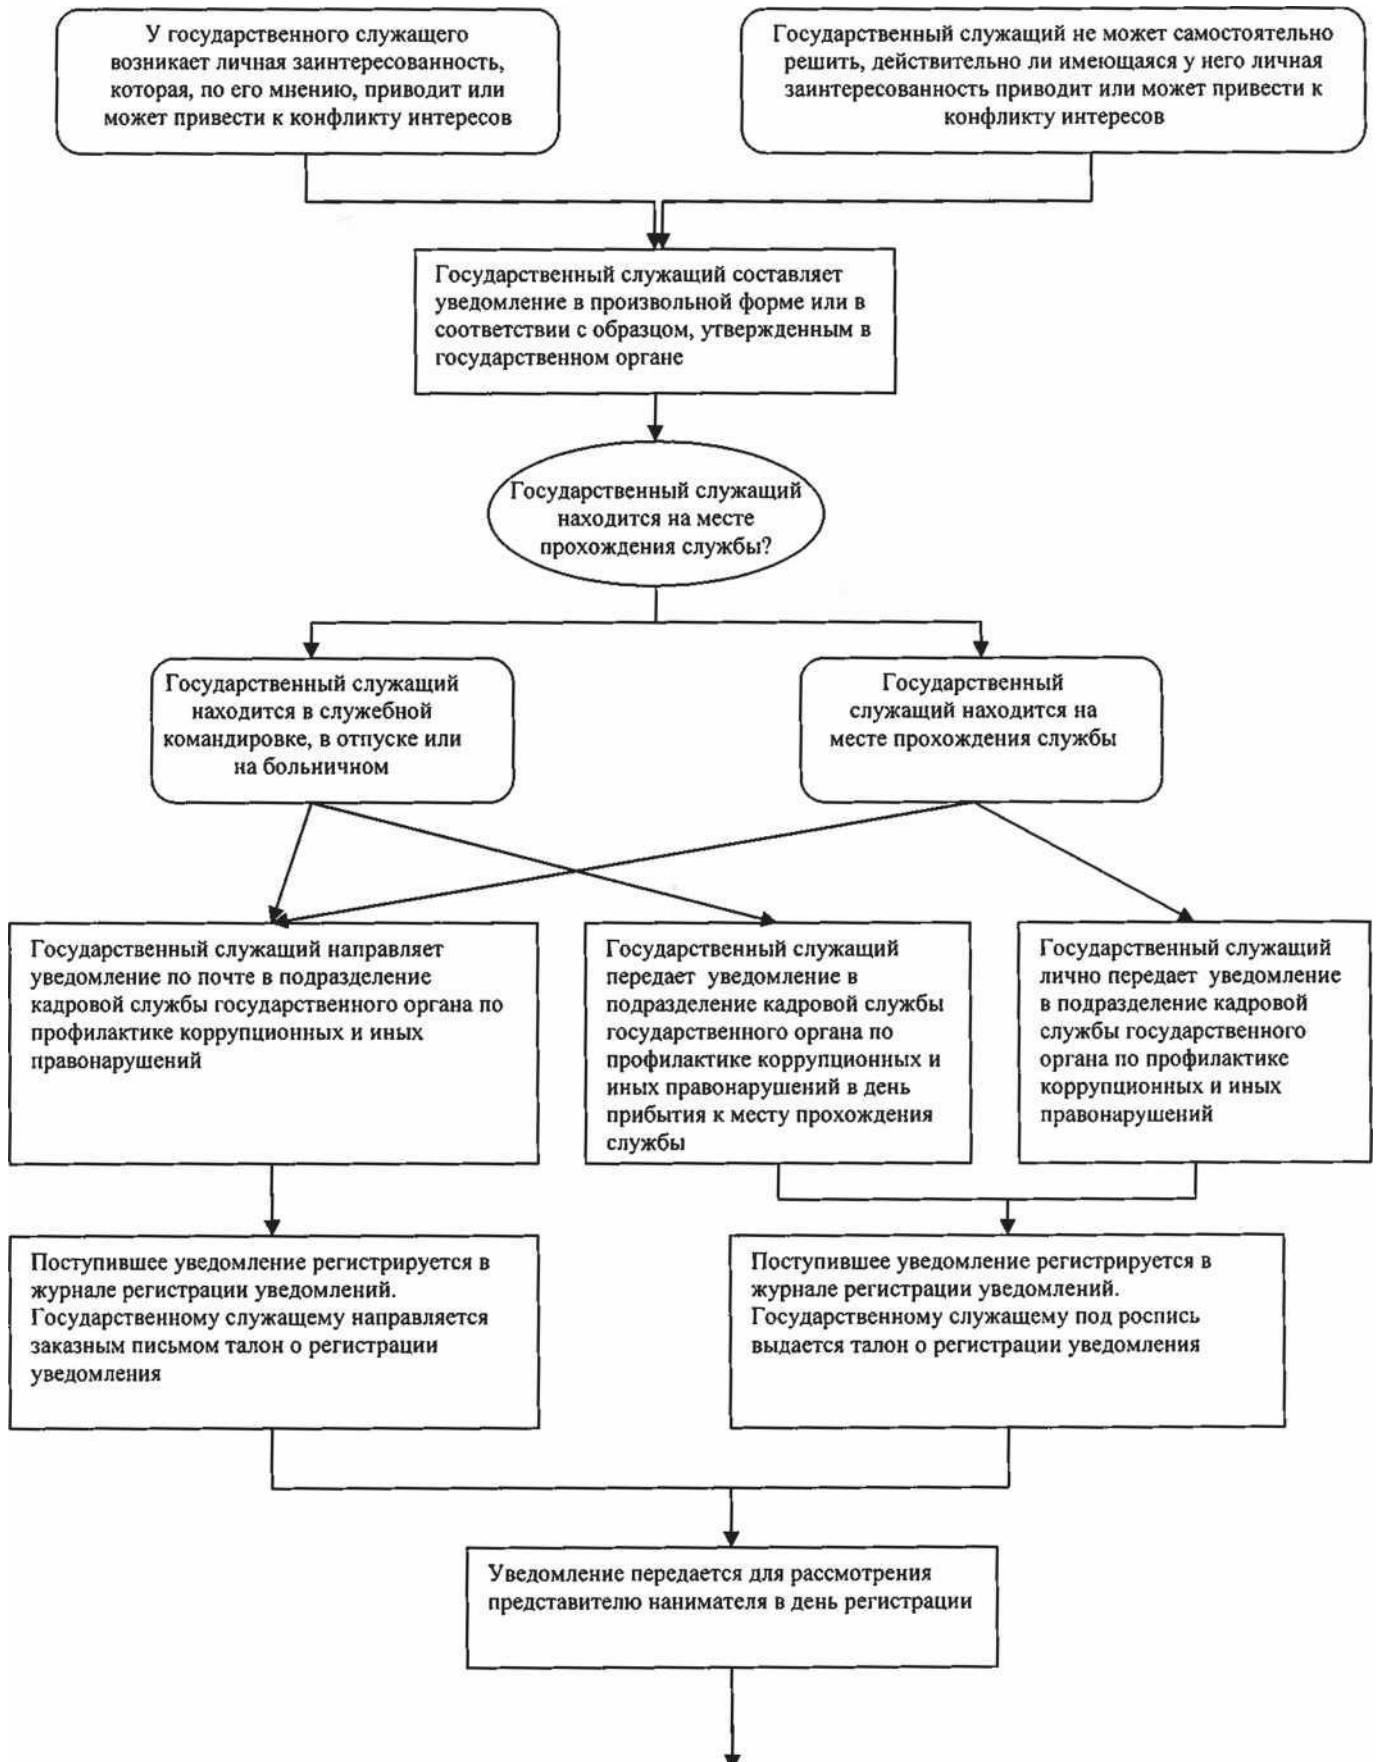 У государственного служащего
возникает личная заинтересованность,
которая, по его мнению, приводит или
может привести к конфликту интересов
Государственный служащий не может самостоятельно
решить, действительно ли имеющаяся у него личная
заинтересованность приводит или может привести к
конфликту интересов
Государственный служащий составляет
уведомление в произвольной форме или в
соответствии с образцом, утвержденным в
государственном органе
Государственный служащий
находится на месте
прохождения службы?
Государственный служащий
находится в служебной
командировке, в отпуске или
на больничном
Государственный
служащий находится на
месте прохождения службы
Государственный служащий направляет
уведомление по почте в подразделение
кадровой службы государственного органа по
профилактике коррупционных и иных
правонарушений
Государственный служащий
передает уведомление в
подразделение кадровой службы
государственного органа по
профилактике коррупционных и
иных правонарушений в день
прибытия к месту прохождения
службы
Государственный служащий
лично передает уведомление
в подразделение кадровой
службы государственного
органа по профилактике
коррупционных и иных
правонарушений
Поступившее уведомление регистрируется в
журнале регистрации уведомлений.
Государственному служащему направляется
заказным письмом талон о регистрации
уведомления
Поступившее уведомление регистрируется в
журнале регистрации уведомлений.
Государственному служащему под роспись
выдается талон о регистрации уведомления
Уведомление передается для рассмотрения
представителю нанимателя в день регистрации